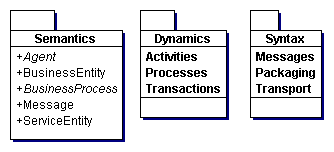 Semantics
+Agent
+BusinessEntity
+BusinessProcess
+Message
+ServiceEntity
Dynamics
Activities
Processes
Transactions
Syntax
Messages
Packaging
Transport